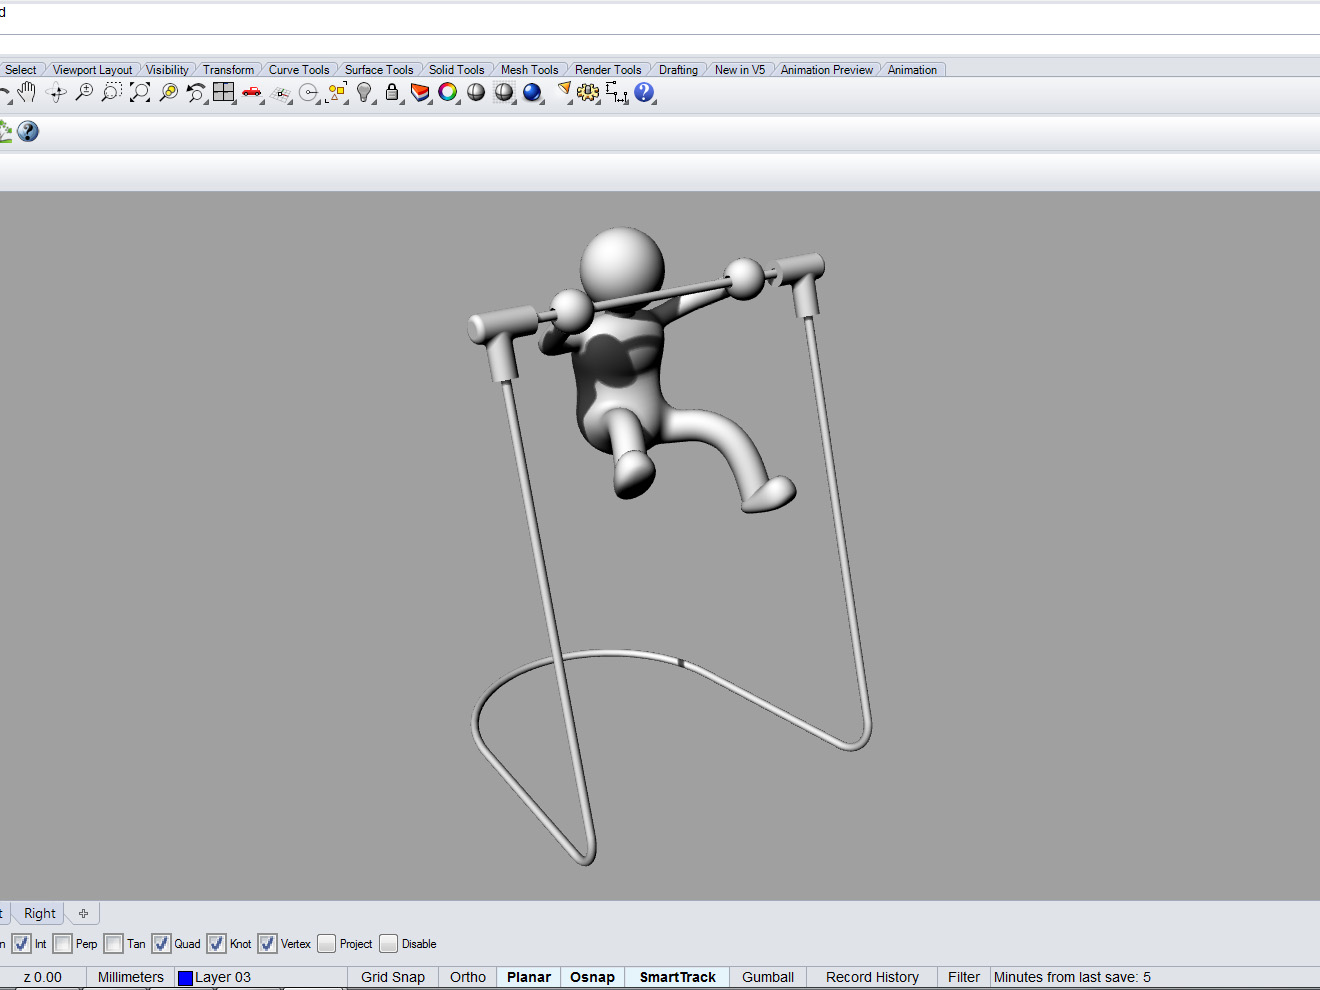 d
Select Viewport Layout Visibility Transform Curve Tools Surface Tools Solid Tools Mesh Tools Render Tools Drafting New in V5 Animation Preview Animation
t Right
n Int Perp Tan Quad Knot Vertex Project Disable
z 0.00 Millimeters Layer 03 Grid Snap Ortho Planar Osnap SmartTrack Gumball Record History Filter Minutes from last save: 5